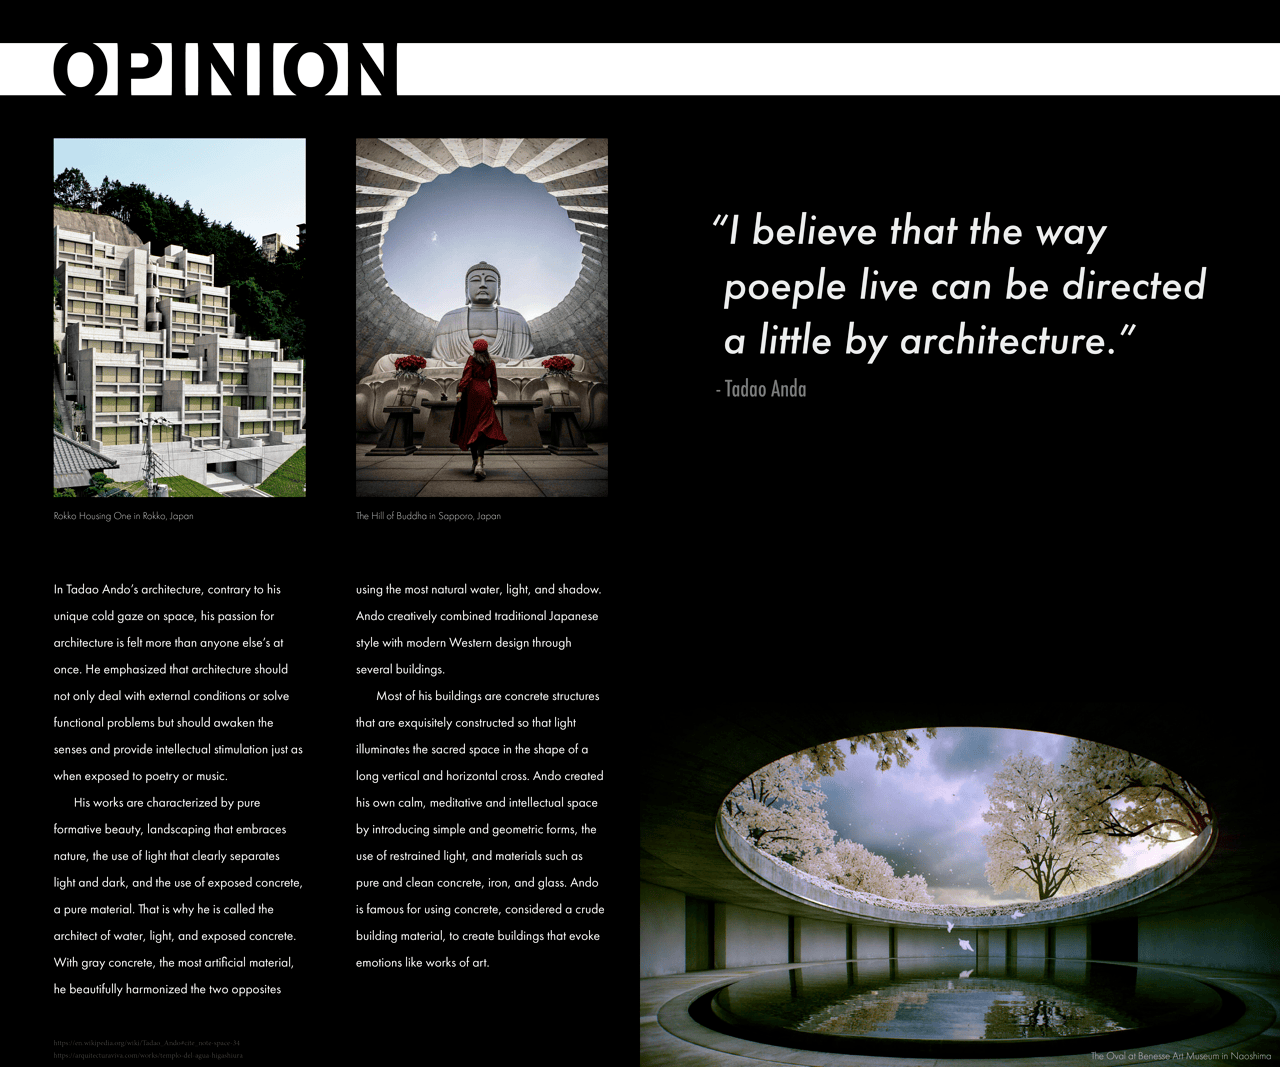 OPINION
Rokko Housing One in Rokko, Japan
The Hill of Buddha in Sapporo, Japan
“I believe that the way
poeple live can be directed
a little by architecture.”
- Tadao Anda
In Tadao Ando’s architecture, contrary to his
unique cold gaze on space, his passion for
architecture is felt more than anyone else’s at
once. He emphasized that architecture should
not only deal with external conditions or solve
functional problems but should awaken the
senses and provide intellectual stimulation just as
when exposed to poetry or music.
His works are characterized by pure
formative beauty, landscaping that embraces
nature, the use of light that clearly separates
light and dark, and the use of exposed concrete,
a pure material. That is why he is called the
architect of water, light, and exposed concrete.
With gray concrete, the most artificial material,
he beautifully harmonized the two opposites
using the most natural water, light, and shadow.
Ando creatively combined traditional Japanese
style with modern Western design through
several buildings.
Most of his buildings are concrete structures
that are exquisitely constructed so that light
illuminates the sacred space in the shape of a
long vertical and horizontal cross. Ando created
his own calm, meditative and intellectual space
by introducing simple and geometric forms, the
use of restrained light, and materials such as
pure and clean concrete, iron, and glass. Ando
is famous for using concrete, considered a crude
building material, to create buildings that evoke
emotions like works of art.
https://en.wikipedia.org/wiki/Tadao_Ando#cite_note-space-34
https://arquitecturaviva.com/works/templo-del-agua-higashiura
The Oval at Benesse Art Museum in Naoshima